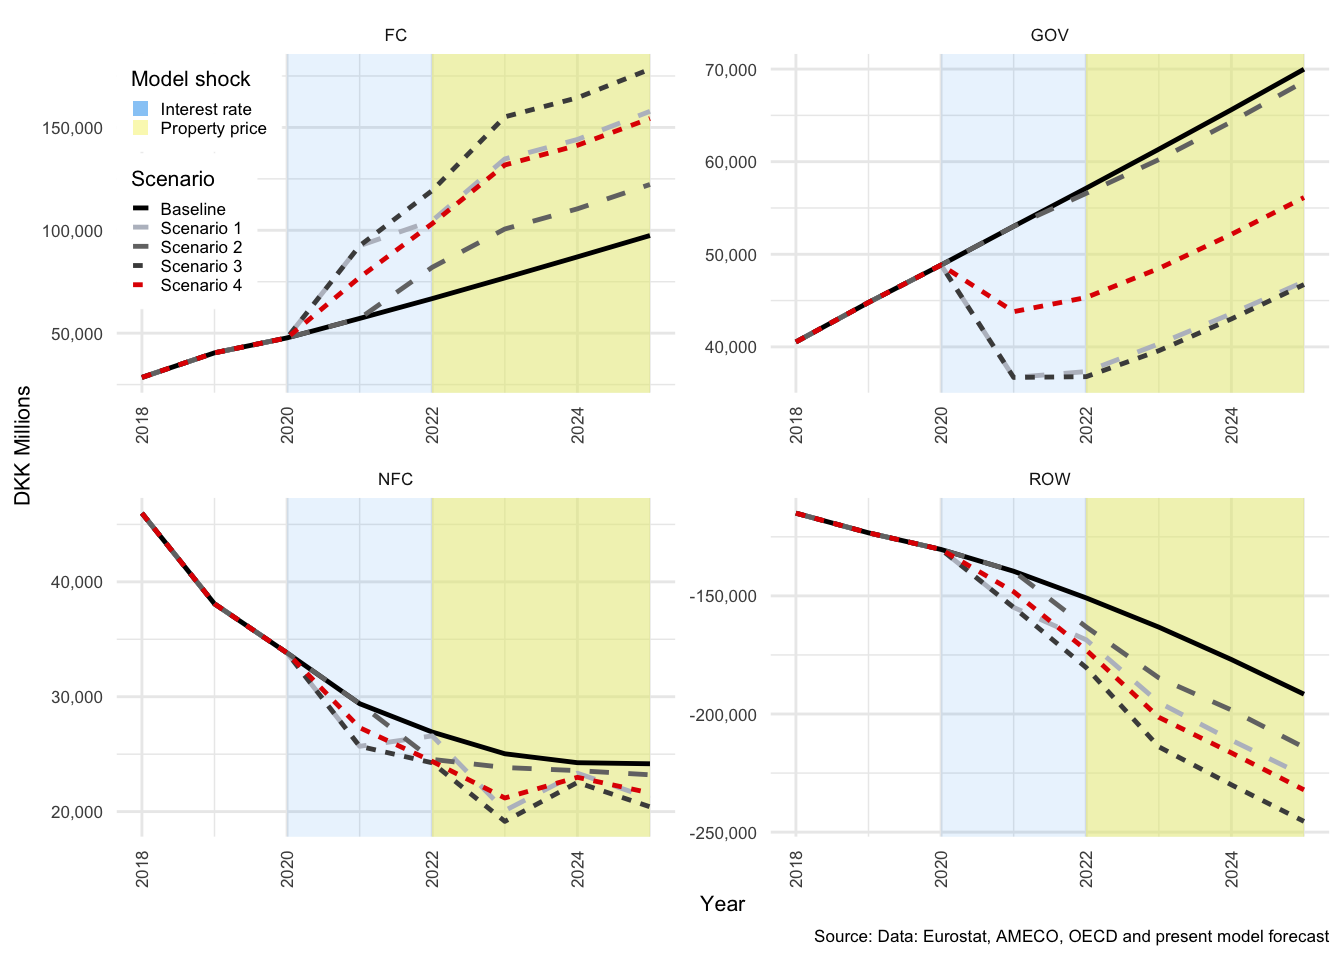 FC
GOV
Model shock
Interest rate
Property price
Scenario
Baseline
Scenario 1
Scenario 2
Scenario 3
Scenario 4
150,000
100,000
50,000
2018
2020
2022
2024
70,000
60,000
50,000
40,000
2018
2020
2022
2024
DKK Millions
NFC
ROW
40,000
30,000
20,000
2018
2020
2022
2024
-150,000
-200,000
-250,000
2018
2020
2022
2024
Year
Source: Data: Eurostat, AMECO, OECD and present model forecast